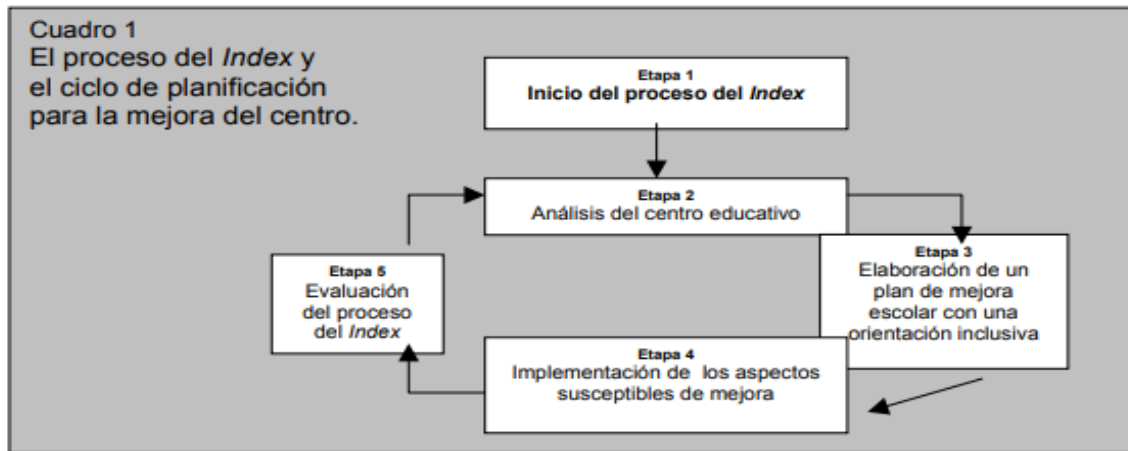 Cuadro 1
El proceso del Index y
el ciclo de planificación
para la mejora del centro.
Etapa 1
Inicio del proceso del Index
Etapa 2
Análisis del centro educativo
Etapa 3
Elaboración de un
plan de mejora
escolar con una
orientación inclusiva
Etapa 4
Implementación de los aspectos
susceptibles de mejora
Etapa 5
Evaluación
del proceso
del Index